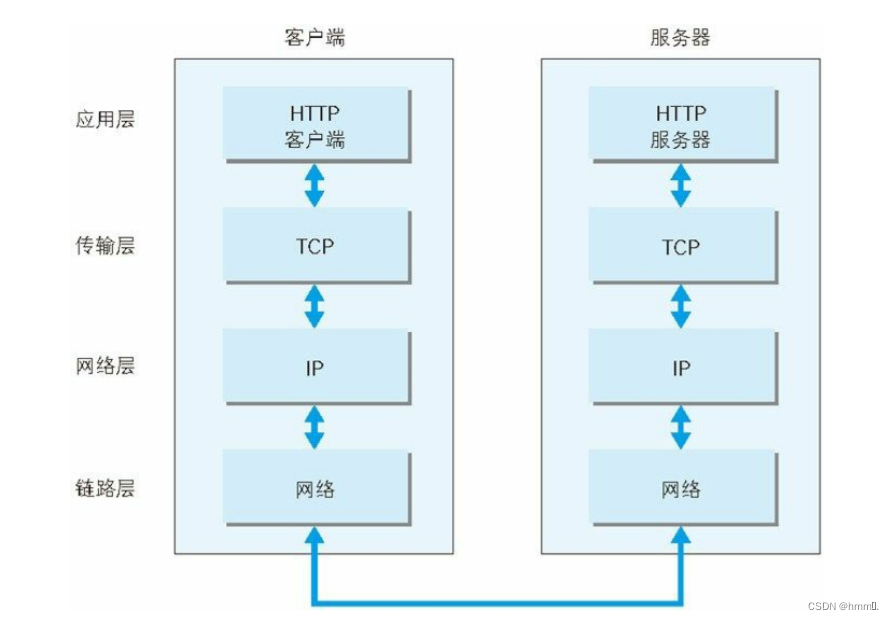 客户端 服务器
应用层 HTTP HTTP
客户端 服务器
传输层 TCP TCP
网络层 IP IP
链路层 网络 网络
CSDN @hmm